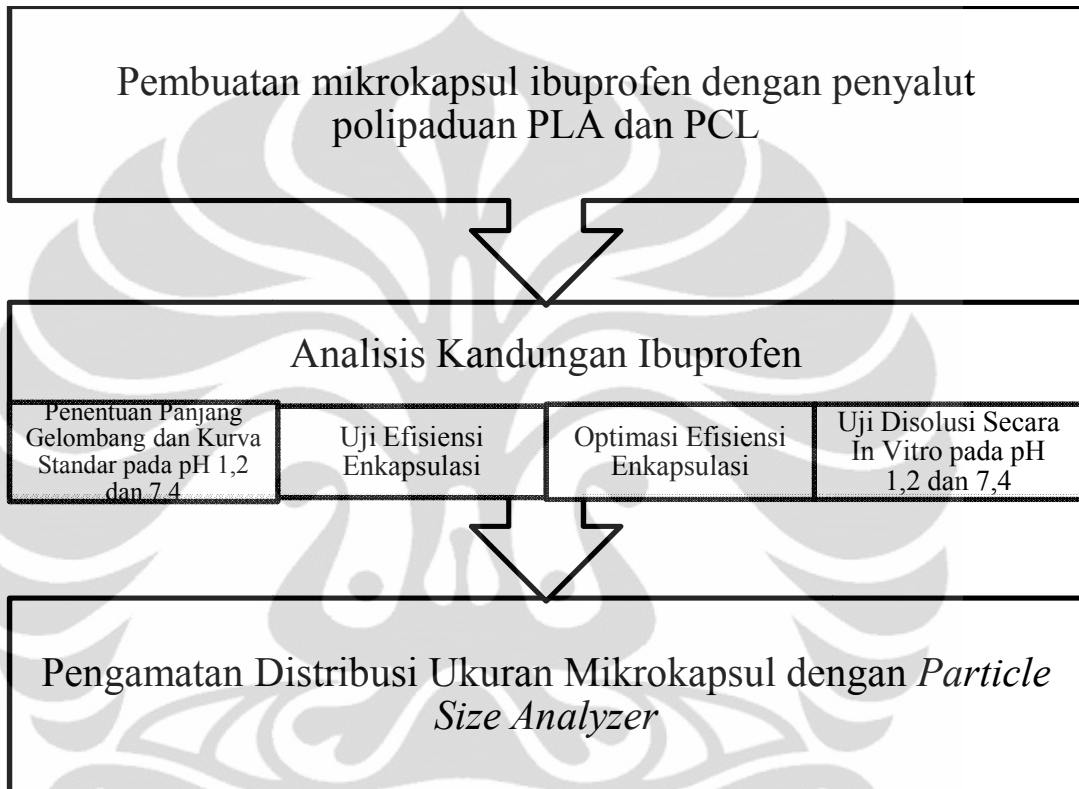 Pembuatan mikrokapsul ibuprofen dengan penyalut
polipaduan PLA dan PCL
Analisis Kandungan Ibuprofen
Penentuan Panjang
Gelombang dan Kurva
Standar pada pH 1,2
dan 7,4
Uji Efisiensi
Enkapsulasi
Optimasi Efisiensi
Enkapsulasi
Uji Disolusi Secara
In Vitro pada pH
1,2 dan 7,4
Pengamatan Distribusi Ukuran Mikrokapsul dengan Particle
Size Analyzer